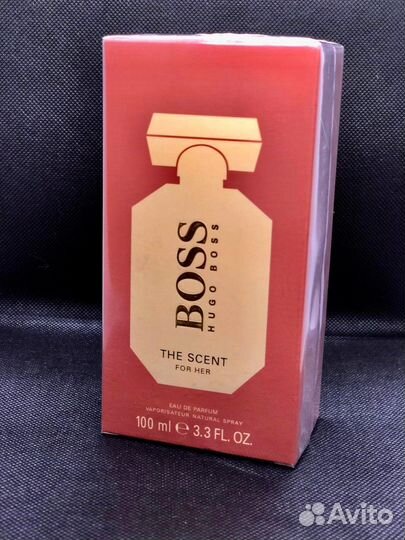 BOSS
HUGO BOSS
THE SCENT
FOR HER
EAU DE PARFUM
VAPORISATEUR NATURAL SPRAY
100 ml ℮ 3.3 FL. OZ.
Avito